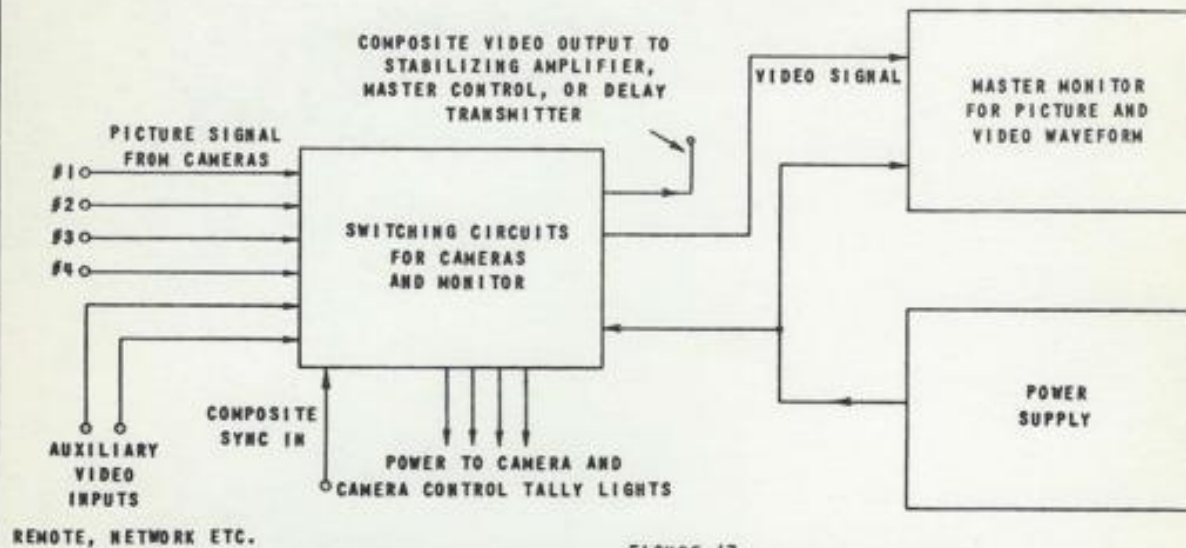 COMPOSITE VIDEO OUTPUT TO
STABILIZING AMPLIFIER,
MASTER CONTROL, OR DELAY
TRANSMITTER
VIDEO SIGNAL
MASTER MONITOR
FOR PICTURE AND
VIDEO WAVEFORM
PICTURE SIGNAL
FROM CAMERAS
#1
#2
#3
#4
SWITCHING CIRCUITS
FOR CAMERAS
AND MONITOR
COMPOSITE
SYNC IN
AUXILIARY
VIDEO
INPUTS
POWER TO CAMERA AND
CAMERA CONTROL TALLY LIGHTS
POWER
SUPPLY
REMOTE, NETWORK ETC.